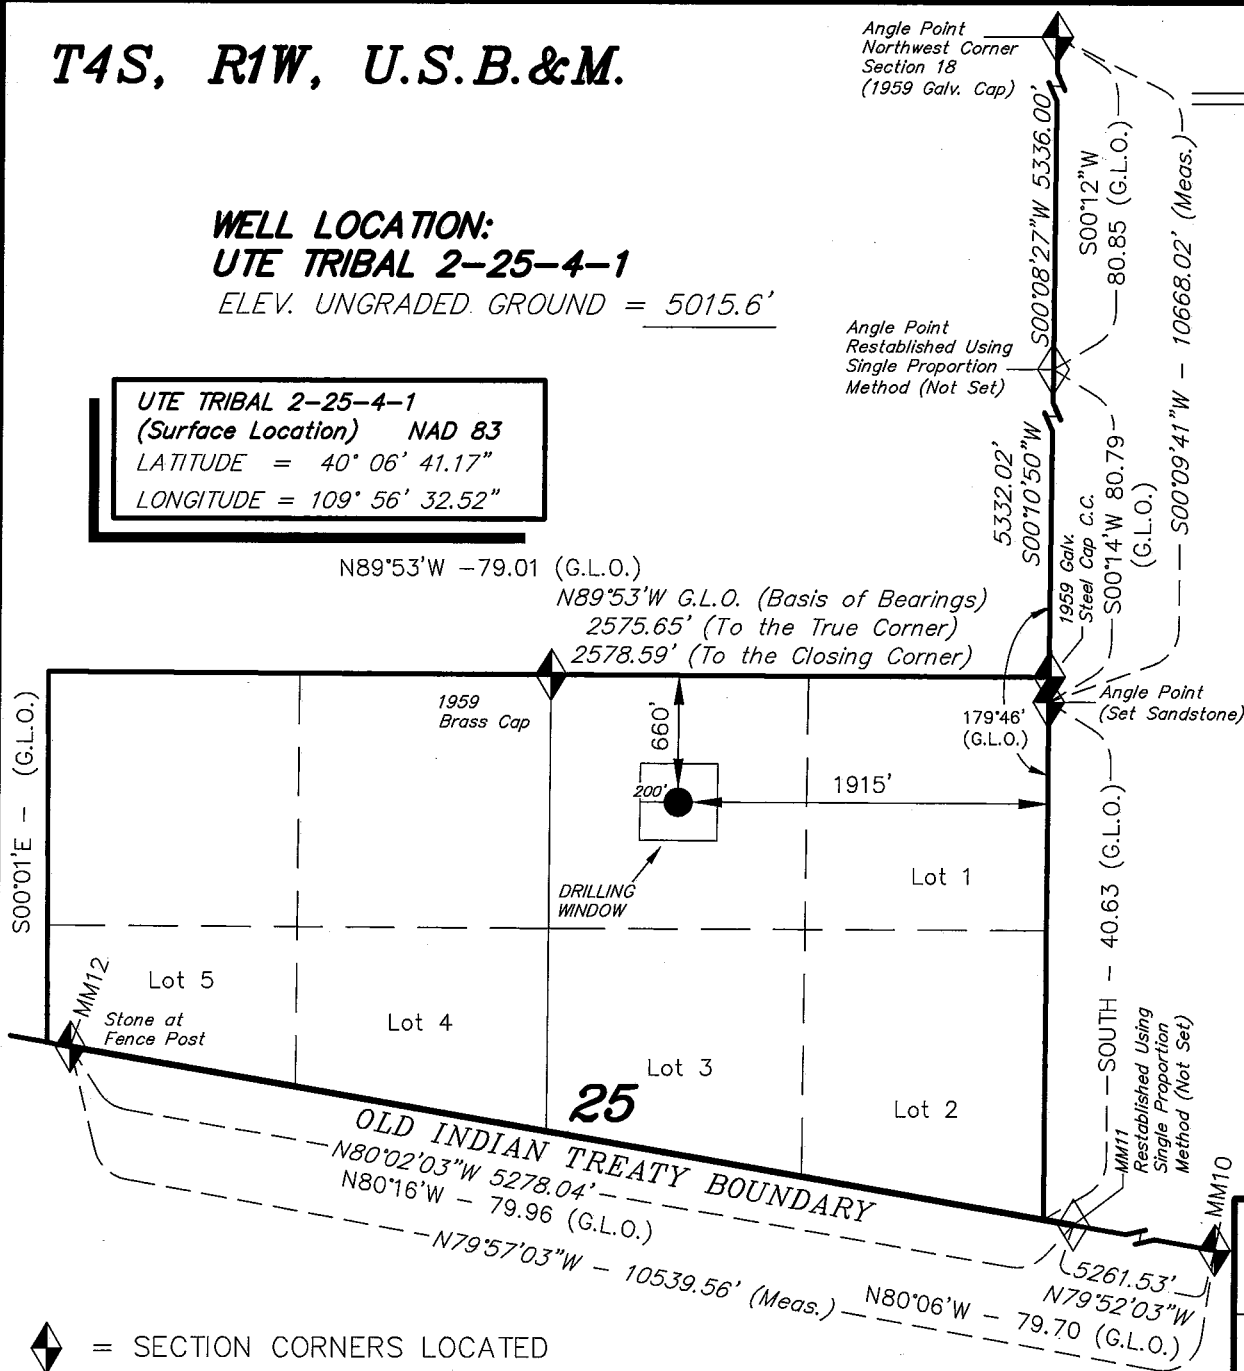 T4S, R1W, U.S.B.&M.
Angle Point
Northwest Corner
Section 18
(1959 Galv. Cap)
S00°08'27"W 5336.00'
S00°12"W
80.85 (G.L.O.)
S00°09'41"W - 10668.02' (Meas.)
WELL LOCATION:
UTE TRIBAL 2-25-4-1
ELEV. UNGRADED GROUND = 5015.6'
Angle Point
Restablished Using
Single Proportion
Method (Not Set)
UTE TRIBAL 2-25-4-1
(Surface Location) NAD 83
LATITUDE = 40° 06' 41.17"
LONGITUDE = 109° 56' 32.52"
5332.02'
S00°10'50"W
1959 Galv.
Steel Cap C.C.
S00°14'W 80.79
(G.L.O.)
N89°53'W -79.01 (G.L.O.)
N89°53'W G.L.O. (Basis of Bearings)
2575.65' (To the True Corner)
2578.59' (To the Closing Corner)
1959
Brass Cap
660'
179°46'
(G.L.O.)
Angle Point
(Set Sandstone)
S00°01'E - (G.L.O.)
200'
1915'
DRILLING
WINDOW
Lot 1
SOUTH - 40.63 (G.L.O.)
MM12
Lot 5
Stone at
Fence Post
Lot 4
Lot 3
Lot 2
25
MM11
Restablished Using
Single Proportion
Method (Not Set)
OLD INDIAN TREATY BOUNDARY
N80°02'03"W 5278.04'
N80°16'W - 79.96 (G.L.O.)
N79°57'03"W - 10539.56' (Meas.)
MM10
5261.53'
N79°52'03"W
N80°06'W - 79.70 (G.L.O.)
= SECTION CORNERS LOCATED